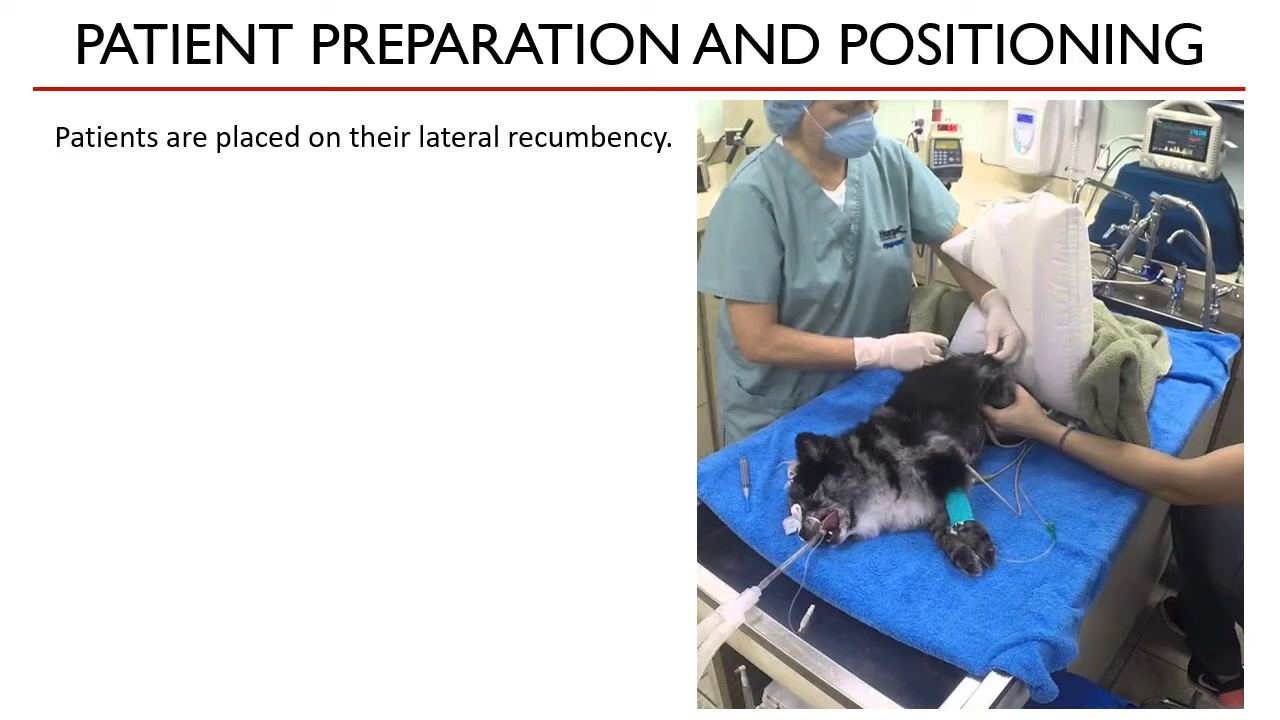 PATIENT PREPARATION AND POSITIONING
Patients are placed on their lateral recumbency.